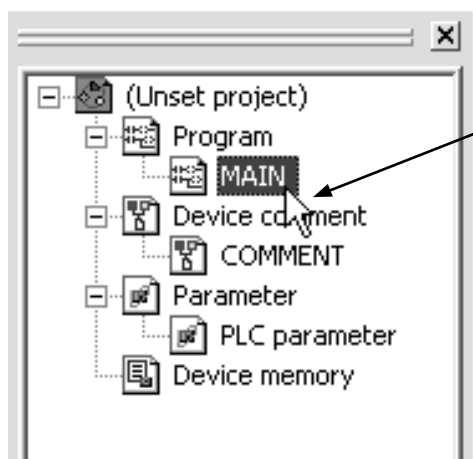 (Unset project)
Program
MAIN
Device comment
COMMENT
Parameter
PLC parameter
Device memory